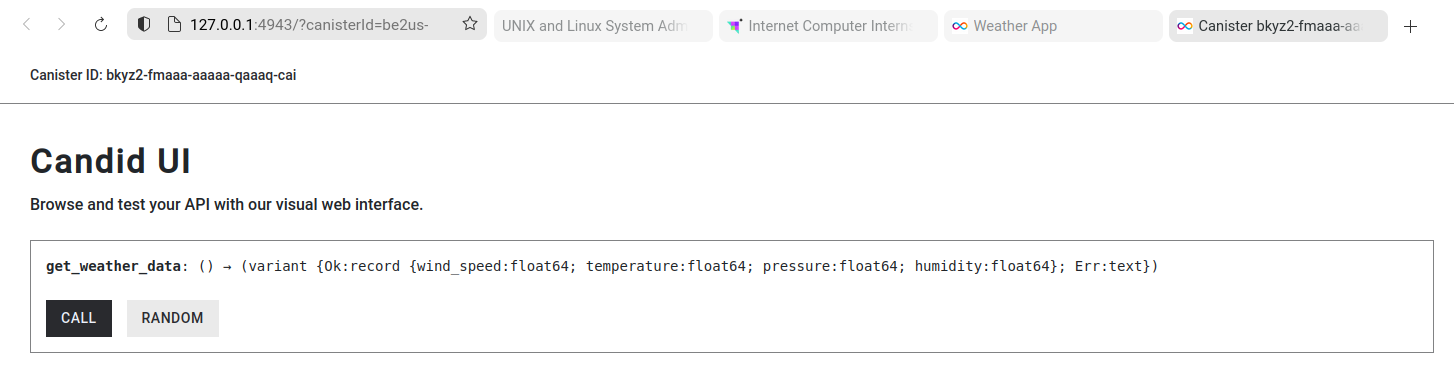 127.0.0.1:4943/?canisterId=be2us- UNIX and Linux System Adm Internet Computer Intern Weather App Canister bkyz2-fmaaa-aa
Canister ID: bkyz2-fmaaa-aaaaa-qaaaq-cai
Candid UI
Browse and test your API with our visual web interface.
get_weather_data: () → (variant {Ok:record {wind_speed:float64; temperature:float64; pressure:float64; humidity:float64}; Err:text})
CALL RANDOM